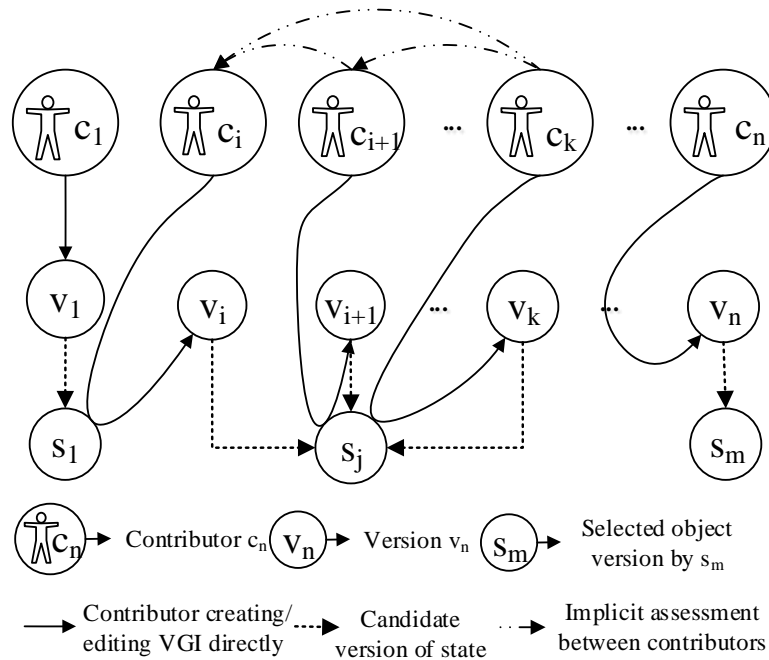 c₁ cᵢ cᵢ₊₁ ... cₖ ... cₙ
v₁ vᵢ vᵢ₊₁ ... vₖ ... vₙ
s₁ sⱼ sₘ
cₙ Contributor cₙ vₙ Version vₙ sₘ Selected object
version by sₘ
Contributor creating/ Candidate Implicit assessment
editing VGI directly version of state between contributors